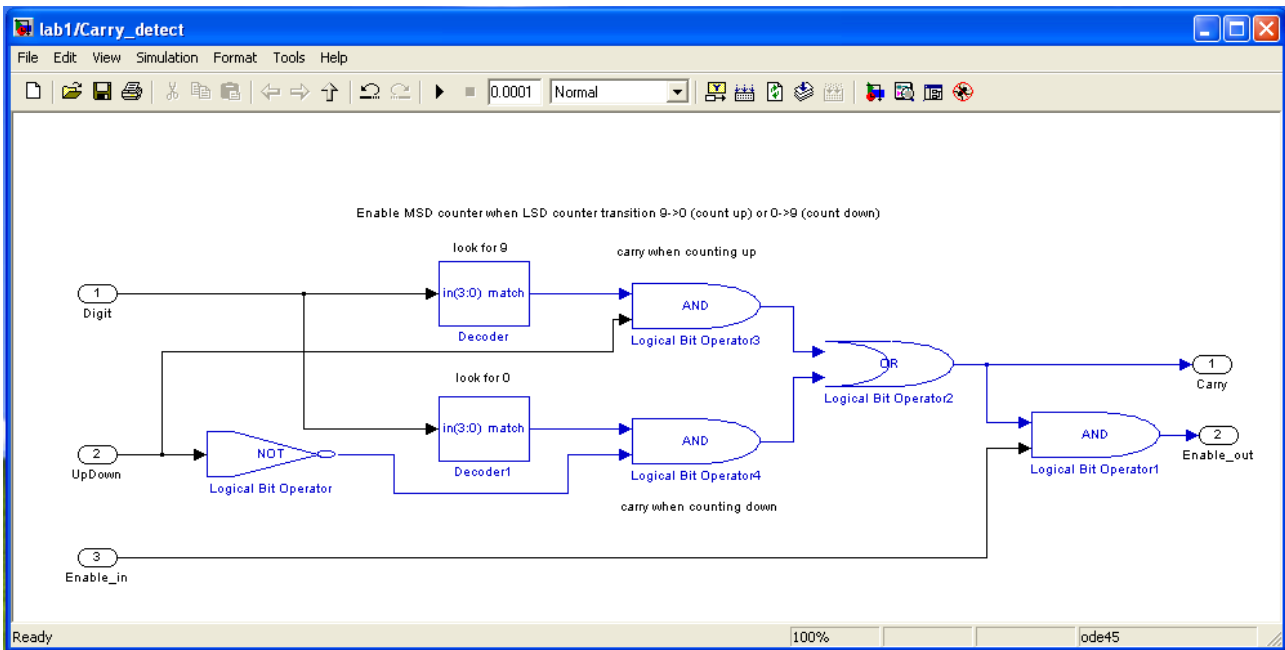 lab1/Carry_detect
File Edit View Simulation Format Tools Help
0.0001 Normal
Enable MSD counter when LSD counter transition 9->0 (count up) or 0->9 (count down)
look for 9
carry when counting up
1
Digit
in(3:0) match
Decoder
AND
Logical Bit Operator3
look for 0
OR
Logical Bit Operator2
1
Carry
2
UpDown
NOT
Logical Bit Operator
in(3:0) match
Decoder1
AND
Logical Bit Operator4
carry when counting down
AND
Logical Bit Operator1
2
Enable_out
3
Enable_in
Ready 100% ode45